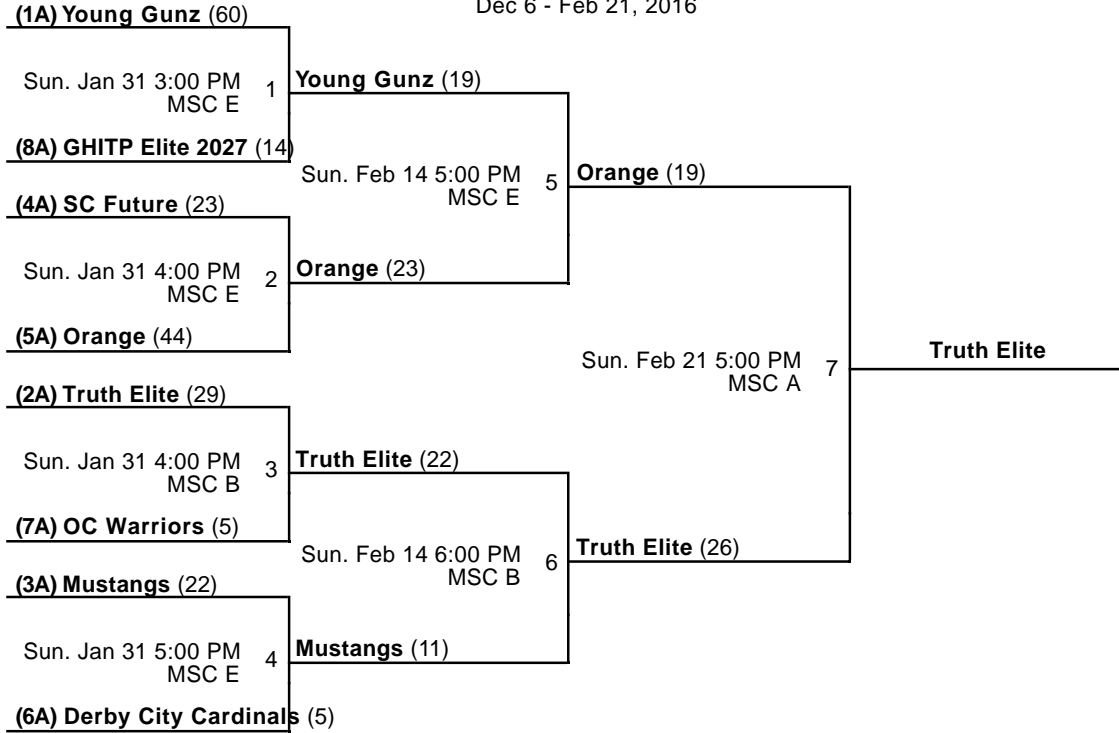 Dec 6 - Feb 21, 2016
(1A) Young Gunz (60)
Sun. Jan 31 3:00 PM 1
MSC E
(8A) GHITP Elite 2027 (14)
Young Gunz (19)
(4A) SC Future (23)
Sun. Jan 31 4:00 PM 2
MSC E
(5A) Orange (44)
Orange (23)
Sun. Feb 14 5:00 PM 5
MSC E
Orange (19)
(2A) Truth Elite (29)
Sun. Jan 31 4:00 PM 3
MSC B
(7A) OC Warriors (5)
Truth Elite (22)
(3A) Mustangs (22)
Sun. Jan 31 5:00 PM 4
MSC E
(6A) Derby City Cardinals (5)
Mustangs (11)
Sun. Feb 14 6:00 PM 6
MSC B
Truth Elite (26)
Sun. Feb 21 5:00 PM 7
MSC A
Truth Elite